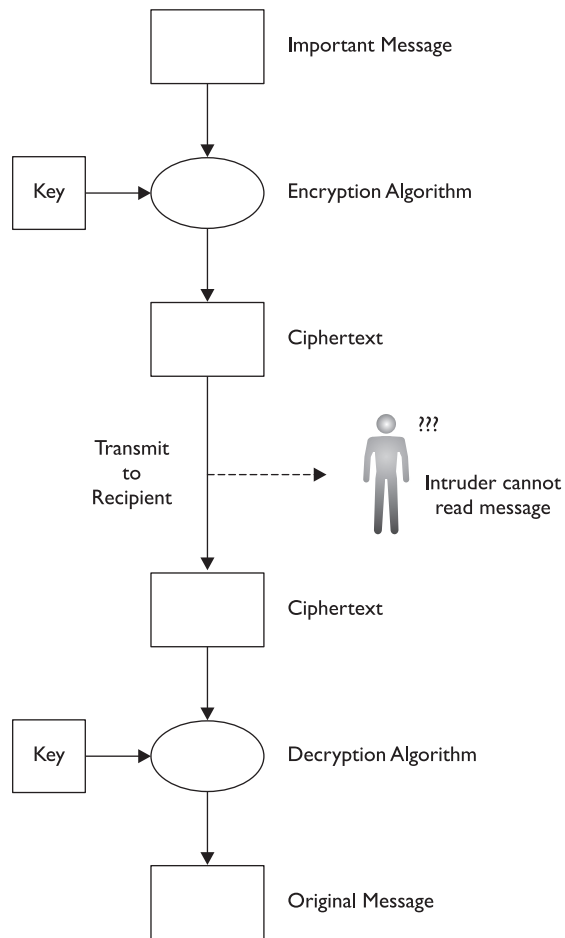 Important Message
Key
Encryption Algorithm
Ciphertext
Transmit
to
Recipient
???
Intruder cannot
read message
Ciphertext
Key
Decryption Algorithm
Original Message